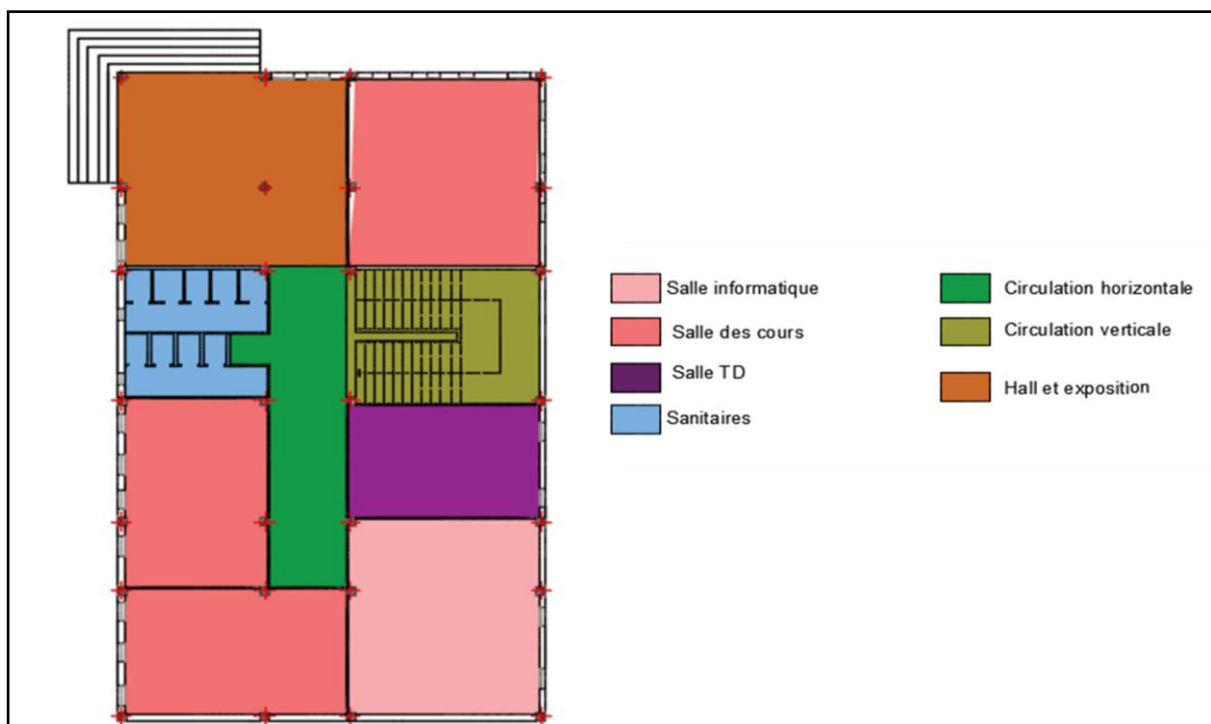 Salle informatique
Salle des cours
Salle TD
Sanitaires
Circulation horizontale
Circulation verticale
Hall et exposition